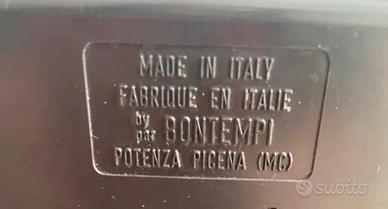 MADE IN ITALY
FABRIQUE EN ITALIE
by
par BONTEMPI
POTENZA PICENA (MC)
subito